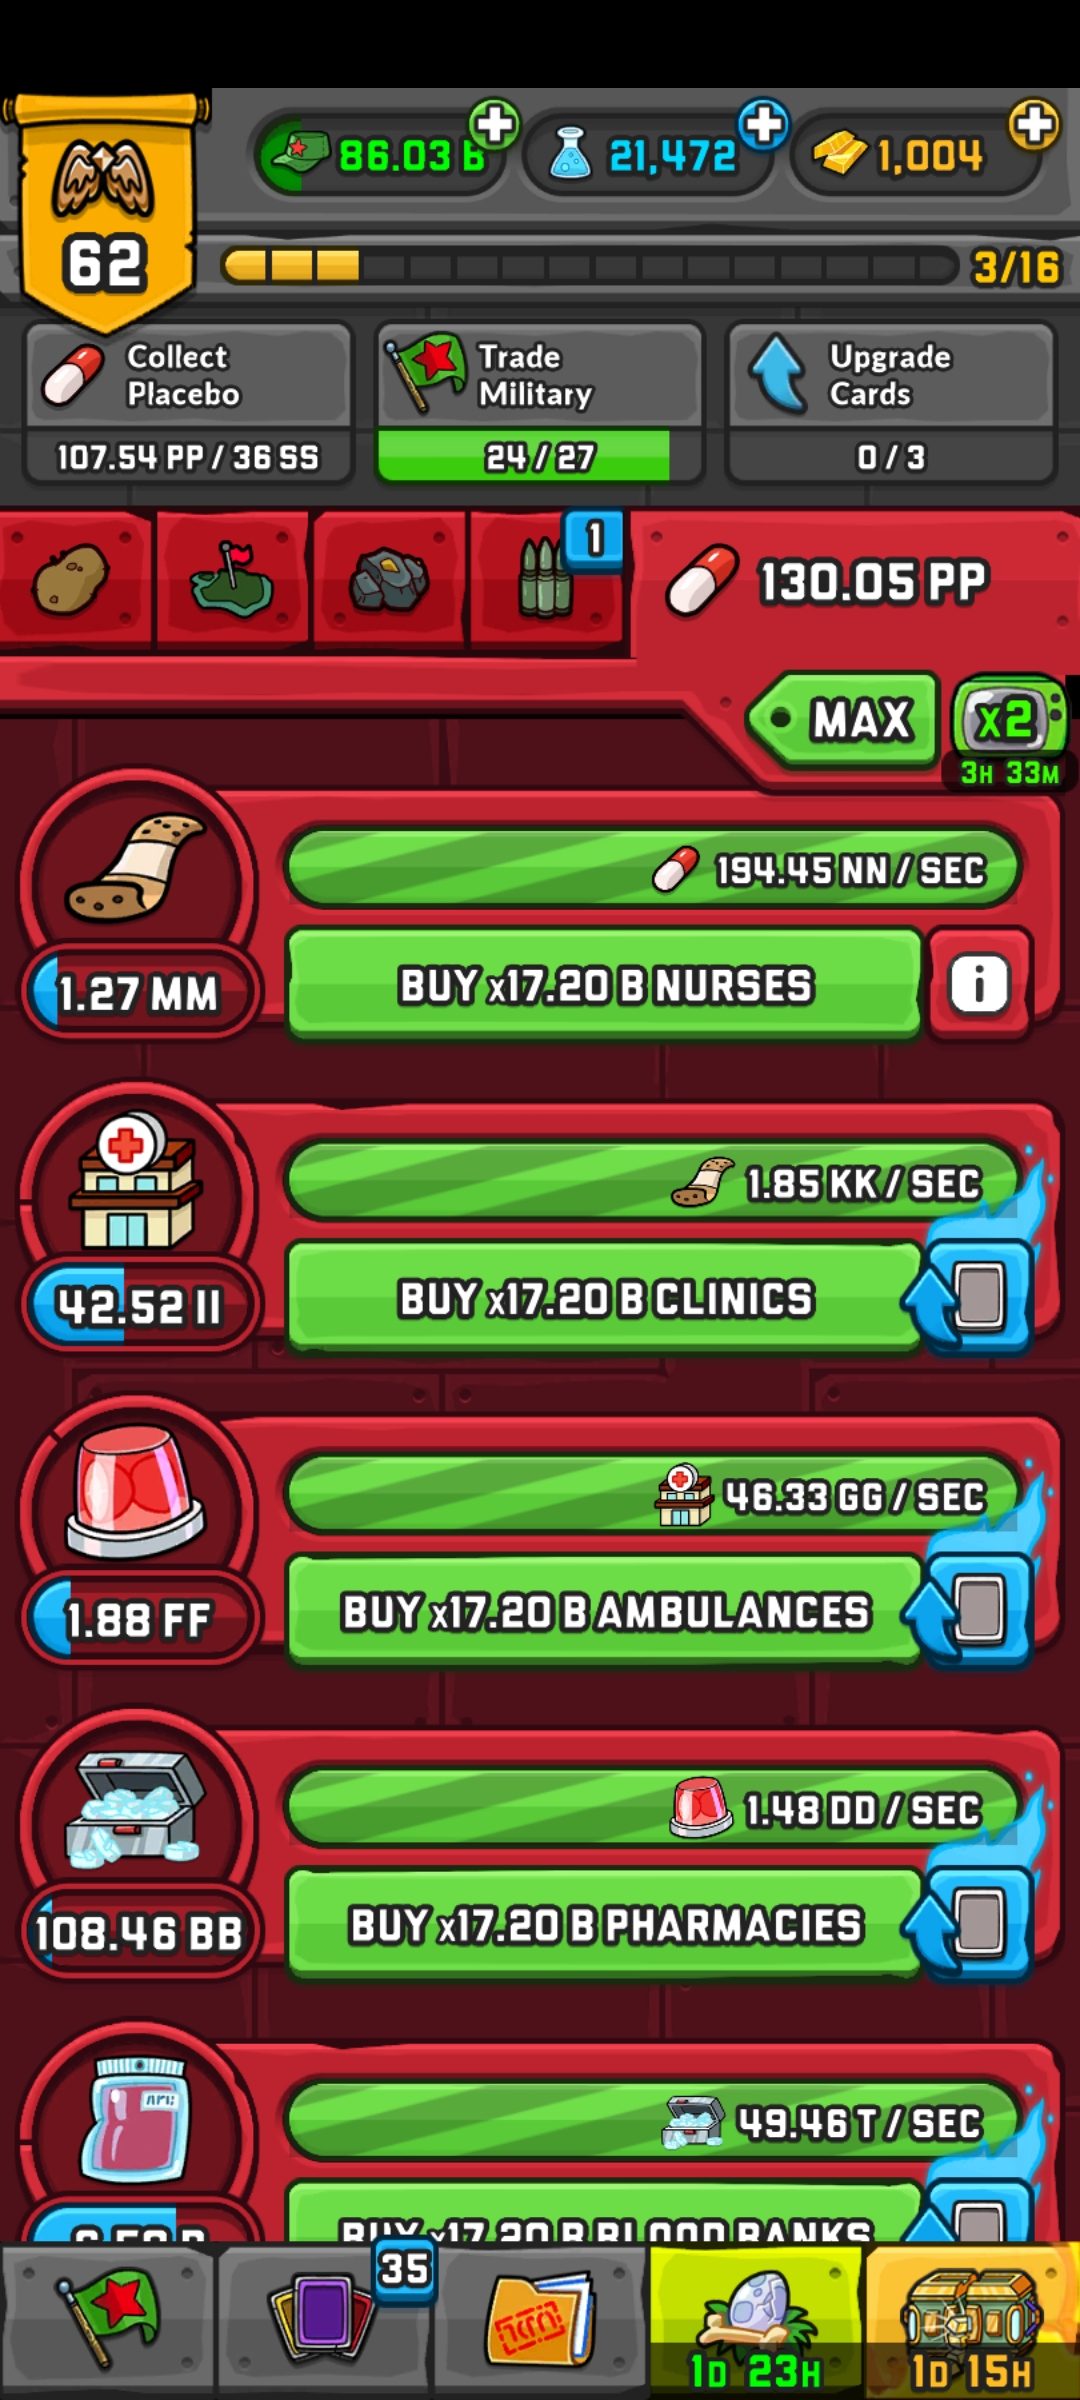 86.03 B
21,472
1,004
62
3/16
Collect
Placebo
107.54 PP / 36 SS
Trade
Military
24 / 27
Upgrade
Cards
0 / 3
1
130.05 PP
MAX
x2
3H 33M
194.45 NN / SEC
1.27 MM
BUY x17.20 B NURSES
i
1.85 KK / SEC
42.52 II
BUY x17.20 B CLINICS
46.33 GG / SEC
1.88 FF
BUY x17.20 B AMBULANCES
1.48 DD / SEC
108.46 BB
BUY x17.20 B PHARMACIES
49.46 T / SEC
BUY x17.20 B BLOOD BANKS
35
1D 23H
1D 15H